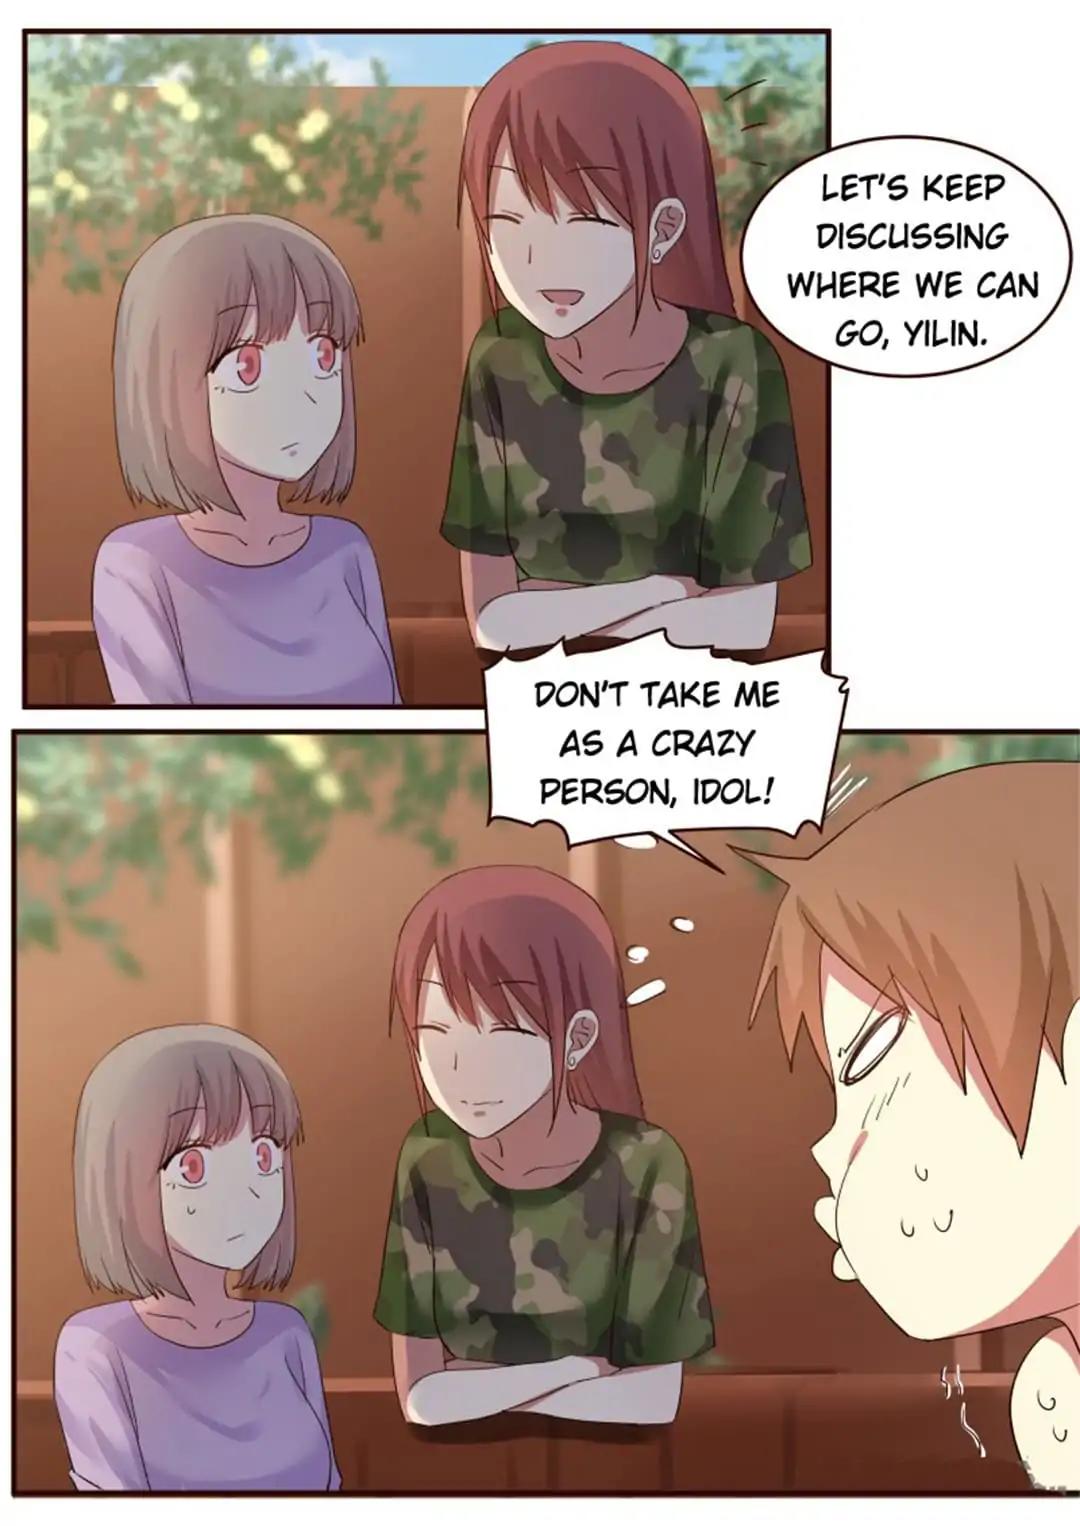 LET'S KEEP
DISCUSSING
WHERE WE CAN
GO, YILIN.
DON'T TAKE ME
AS A CRAZY
PERSON, IDOL!